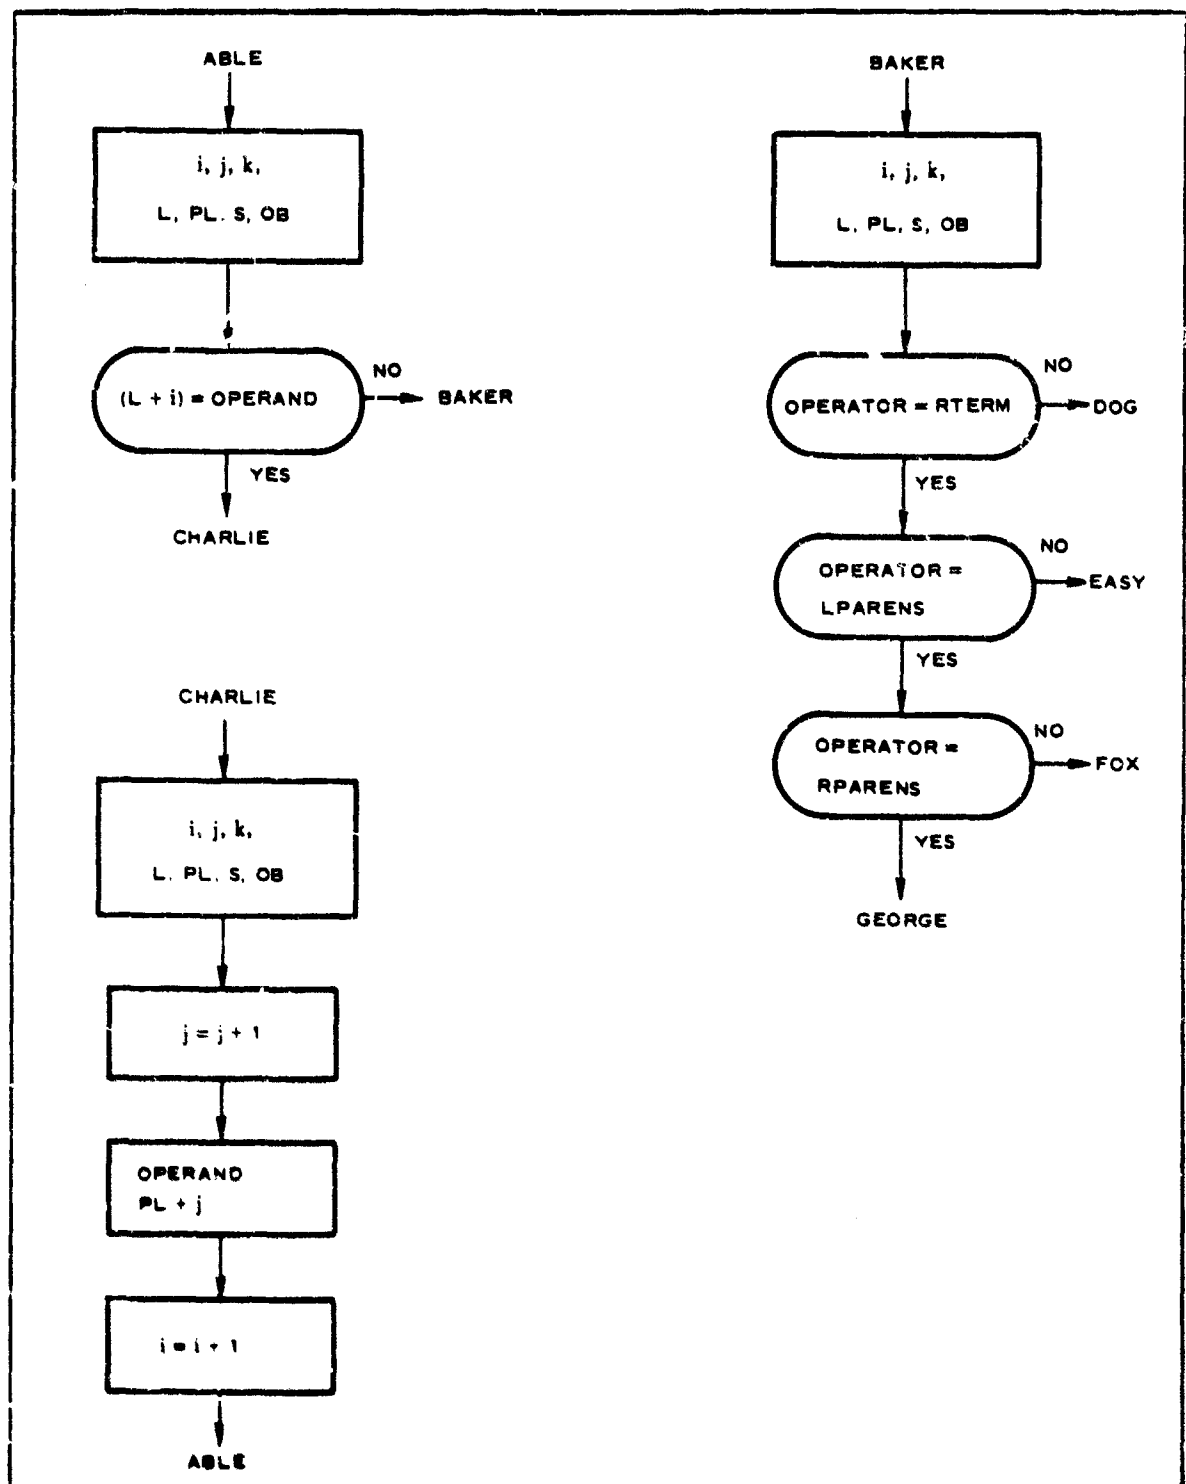 ABLE
i, j, k,
L, PL. S, OB
(L + i) = OPERAND
NO
BAKER
YES
CHARLIE
CHARLIE
i, j, k,
L. PL. S, OB
j = j + 1
OPERAND
PL + j
i = i + 1
ABLE
BAKER
i, j, k,
L, PL, S, OB
OPERATOR = RTERM
NO
DOG
YES
OPERATOR =
LPARENS
NO
EASY
YES
OPERATOR =
RPARENS
NO
FOX
YES
GEORGE